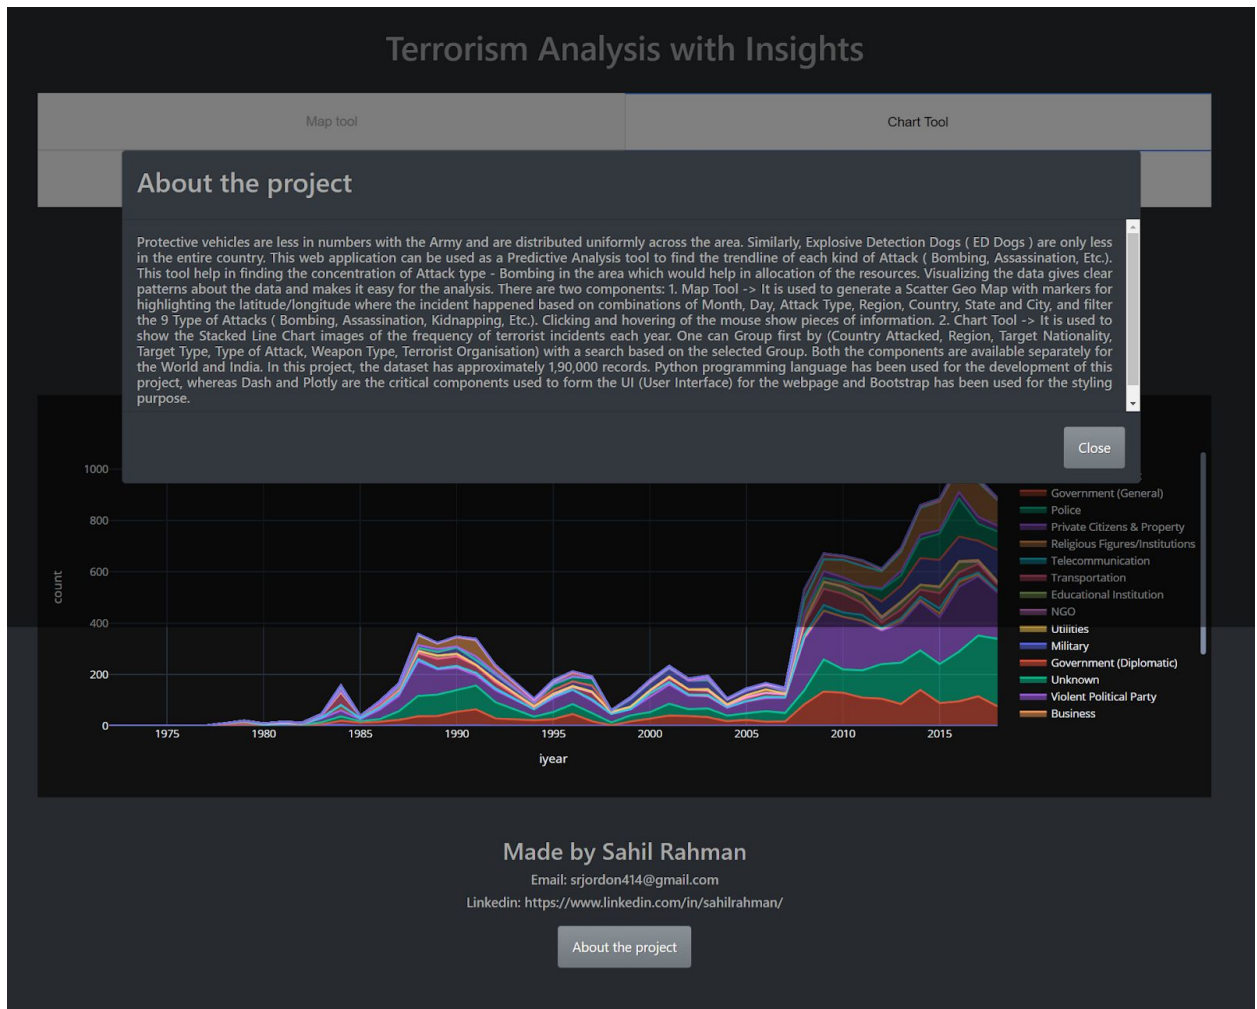 Terrorism Analysis with Insights
Map tool
Chart Tool
About the project
Protective vehicles are less in numbers with the Army and are distributed uniformly across the area. Similarly, Explosive Detection Dogs ( ED Dogs ) are only less
in the entire country. This web application can be used as a Predictive Analysis tool to find the trendline of each kind of Attack ( Bombing, Assassination, Etc.).
This tool help in finding the concentration of Attack type - Bombing in the area which would help in allocation of the resources. Visualizing the data gives clear
patterns about the data and makes it easy for the analysis. There are two components: 1. Map Tool -> It is used to generate a Scatter Geo Map with markers for
highlighting the latitude/longitude where the incident happened based on combinations of Month, Day, Attack Type, Region, Country, State and City, and filter
the 9 Type of Attacks ( Bombing, Assassination, Kidnapping, Etc.). Clicking and hovering of the mouse show pieces of information. 2. Chart Tool -> It is used to
show the Stacked Line Chart images of the frequency of terrorist incidents each year. One can Group first by (Country Attacked, Region, Target Nationality,
Target Type, Type of Attack, Weapon Type, Terrorist Organisation) with a search based on the selected Group. Both the components are available separately for
the World and India. In this project, the dataset has approximately 1,90,000 records. Python programming language has been used for the development of this
project, whereas Dash and Plotly are the critical components used to form the UI (User Interface) for the webpage and Bootstrap has been used for the styling
purpose.
Close
1000
800
600
400
200
0
count
1975
1980
1985
1990
1995
2000
2005
2010
2015
iyear
Government (General)
Police
Private Citizens & Property
Religious Figures/Institutions
Telecommunication
Transportation
Educational Institution
NGO
Utilities
Military
Government (Diplomatic)
Unknown
Violent Political Party
Business
Made by Sahil Rahman
Email: srjordon414@gmail.com
Linkedin: https://www.linkedin.com/in/sahilrahman/
About the project